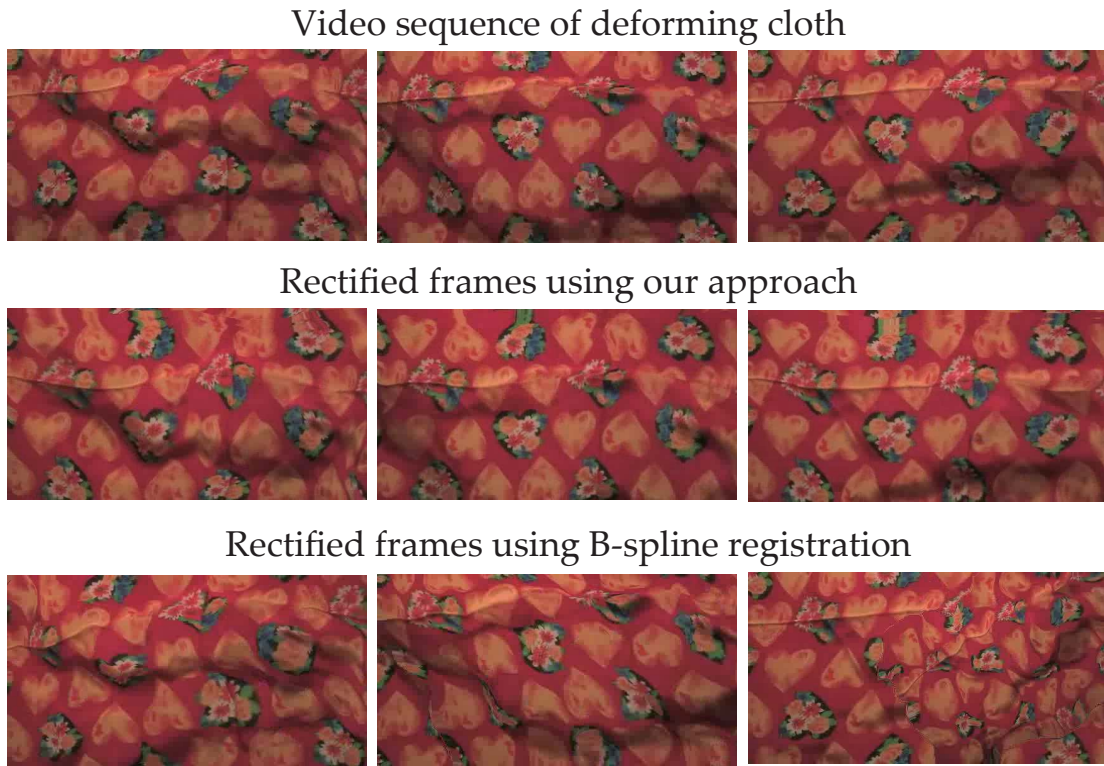 Video sequence of deforming cloth
Rectified frames using our approach
Rectified frames using B-spline registration